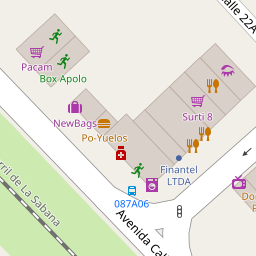 Calle 22A
Pacam
Box Apolo
NewBags
Po-Yuelos
Surti 8
Finantel
LTDA
087A06
Do
Avenida Cal
rril de La Sabana